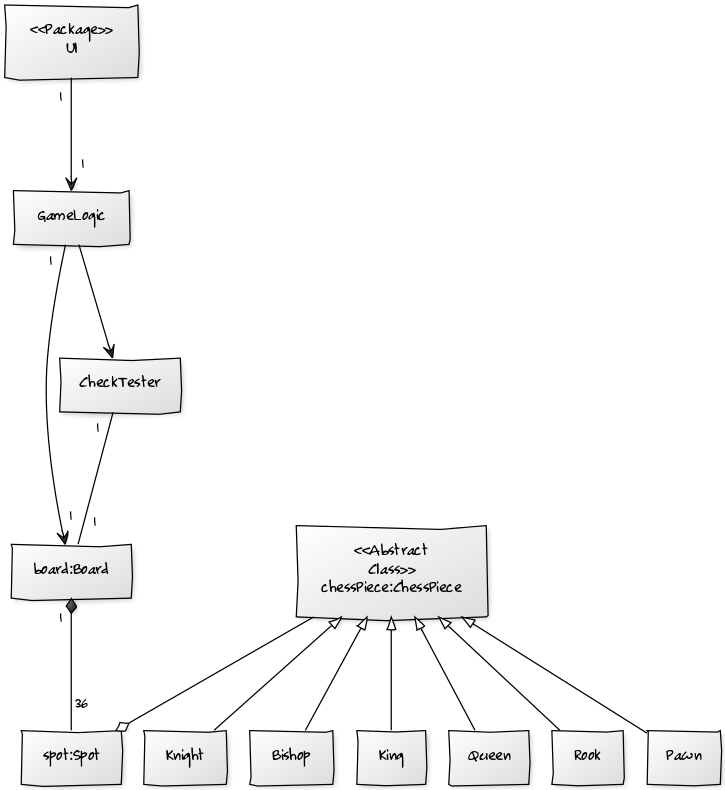 <<Package>>
UI
1
1
GameLogic
1
CheckTester
1
1
1
board:Board
1
36
<<Abstract
Class>>
chessPiece:ChessPiece
spot:Spot
Knight
Bishop
King
Queen
Rook
Pawn